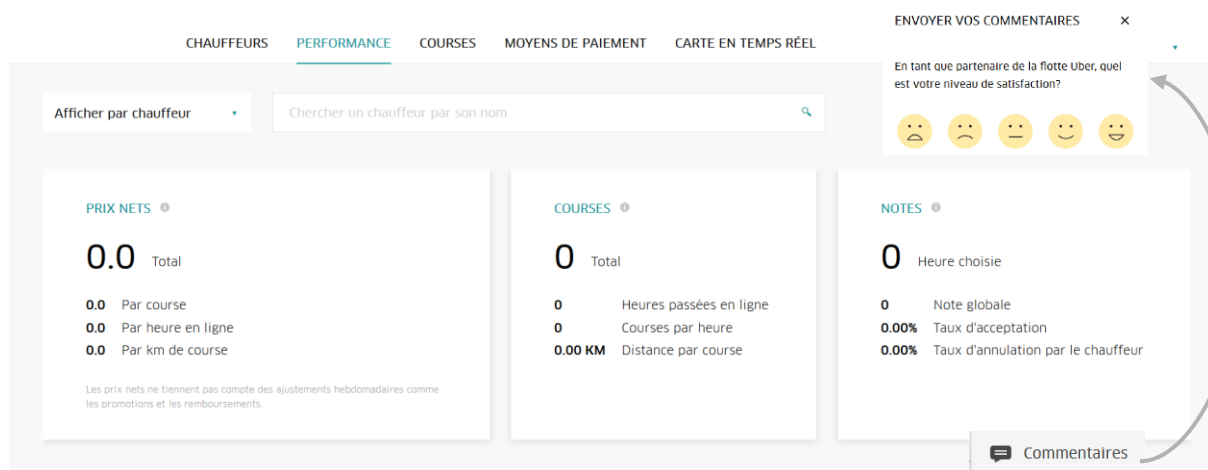 ENVOYER VOS COMMENTAIRES ×
CHAUFFEURS PERFORMANCE COURSES MOYENS DE PAIEMENT CARTE EN TEMPS RÉEL
En tant que partenaire de la flotte Uber, quel
est votre niveau de satisfaction?
Afficher par chauffeur
Chercher un chauffeur par son nom
PRIX NETS
0.0 Total
0.0 Par course
0.0 Par heure en ligne
0.0 Par km de course
Les prix nets ne tiennent pas compte des ajustements hebdomadaires comme
les promotions et les remboursements.
COURSES
0 Total
0 Heures passées en ligne
0 Courses par heure
0.00 KM Distance par course
NOTES
0 Heure choisie
0 Note globale
0.00% Taux d'acceptation
0.00% Taux d'annulation par le chauffeur
Commentaires